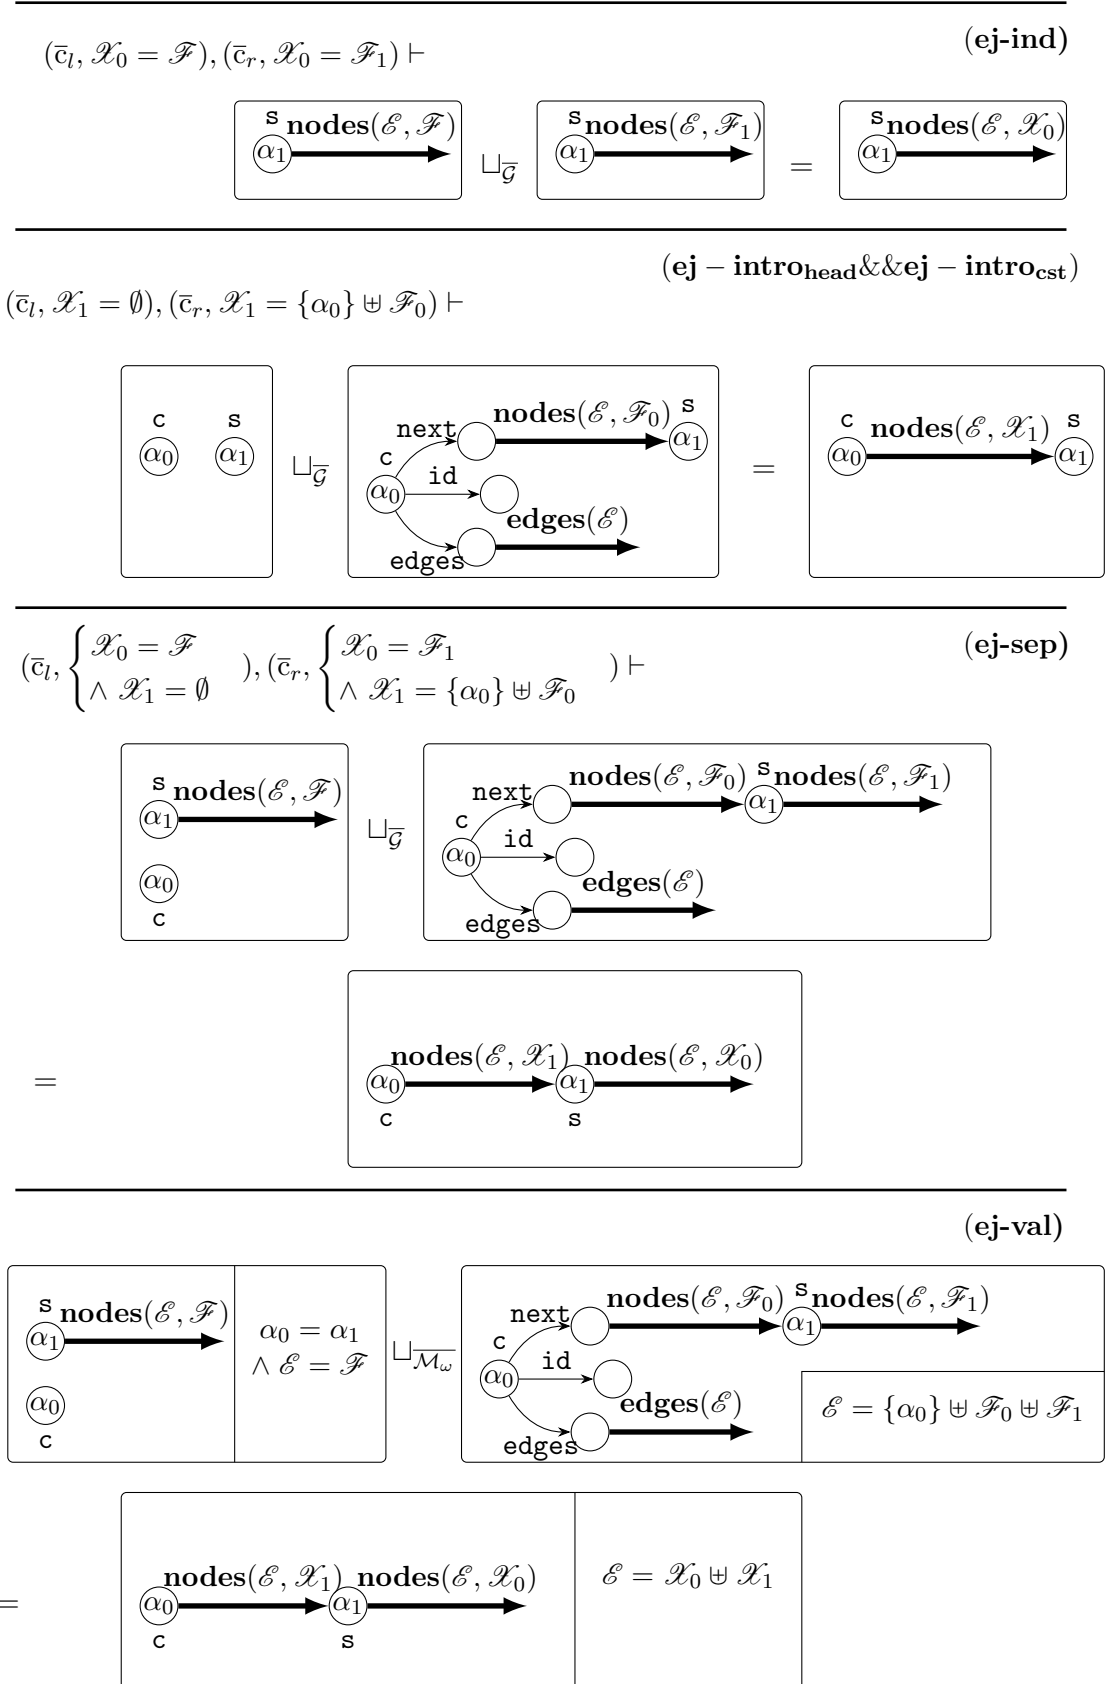 (ej-ind)
(c̅_l, 𝒳_0 = ℱ), (c̅_r, 𝒳_0 = ℱ_1) ⊢
s nodes(ℰ, ℱ) s nodes(ℰ, ℱ_1) s nodes(ℰ, 𝒳_0)
α_1 ⊔_𝒢̅ α_1 = α_1
(ej − intro_head&&ej − intro_cst)
(c̅_l, 𝒳_1 = ∅), (c̅_r, 𝒳_1 = {α_0} ⊎ ℱ_0) ⊢
c s next nodes(ℰ, ℱ_0) s c nodes(ℰ, 𝒳_1) s
α_0 α_1 ⊔_𝒢̅ c α_1 = α_0 α_1
α_0 id
edges(ℰ)
edges
(ej-sep)
(c̅_l, { 𝒳_0 = ℱ ), (c̅_r, { 𝒳_0 = ℱ_1 ) ⊢
∧ 𝒳_1 = ∅ ∧ 𝒳_1 = {α_0} ⊎ ℱ_0
s nodes(ℰ, ℱ) next nodes(ℰ, ℱ_0) s nodes(ℰ, ℱ_1)
α_1 ⊔_𝒢̅ c α_1
α_0 α_0 id
c edges(ℰ)
edges
nodes(ℰ, 𝒳_1) nodes(ℰ, 𝒳_0)
= α_0 α_1
c s
(ej-val)
s nodes(ℰ, ℱ) α_0 = α_1 next nodes(ℰ, ℱ_0) s nodes(ℰ, ℱ_1)
α_1 ∧ ℰ = ℱ ⊔_ℳ_ω̅ c α_1
α_0 α_0 id
c edges(ℰ) ℰ = {α_0} ⊎ ℱ_0 ⊎ ℱ_1
edges
nodes(ℰ, 𝒳_1) nodes(ℰ, 𝒳_0) ℰ = 𝒳_0 ⊎ 𝒳_1
= α_0 α_1
c s